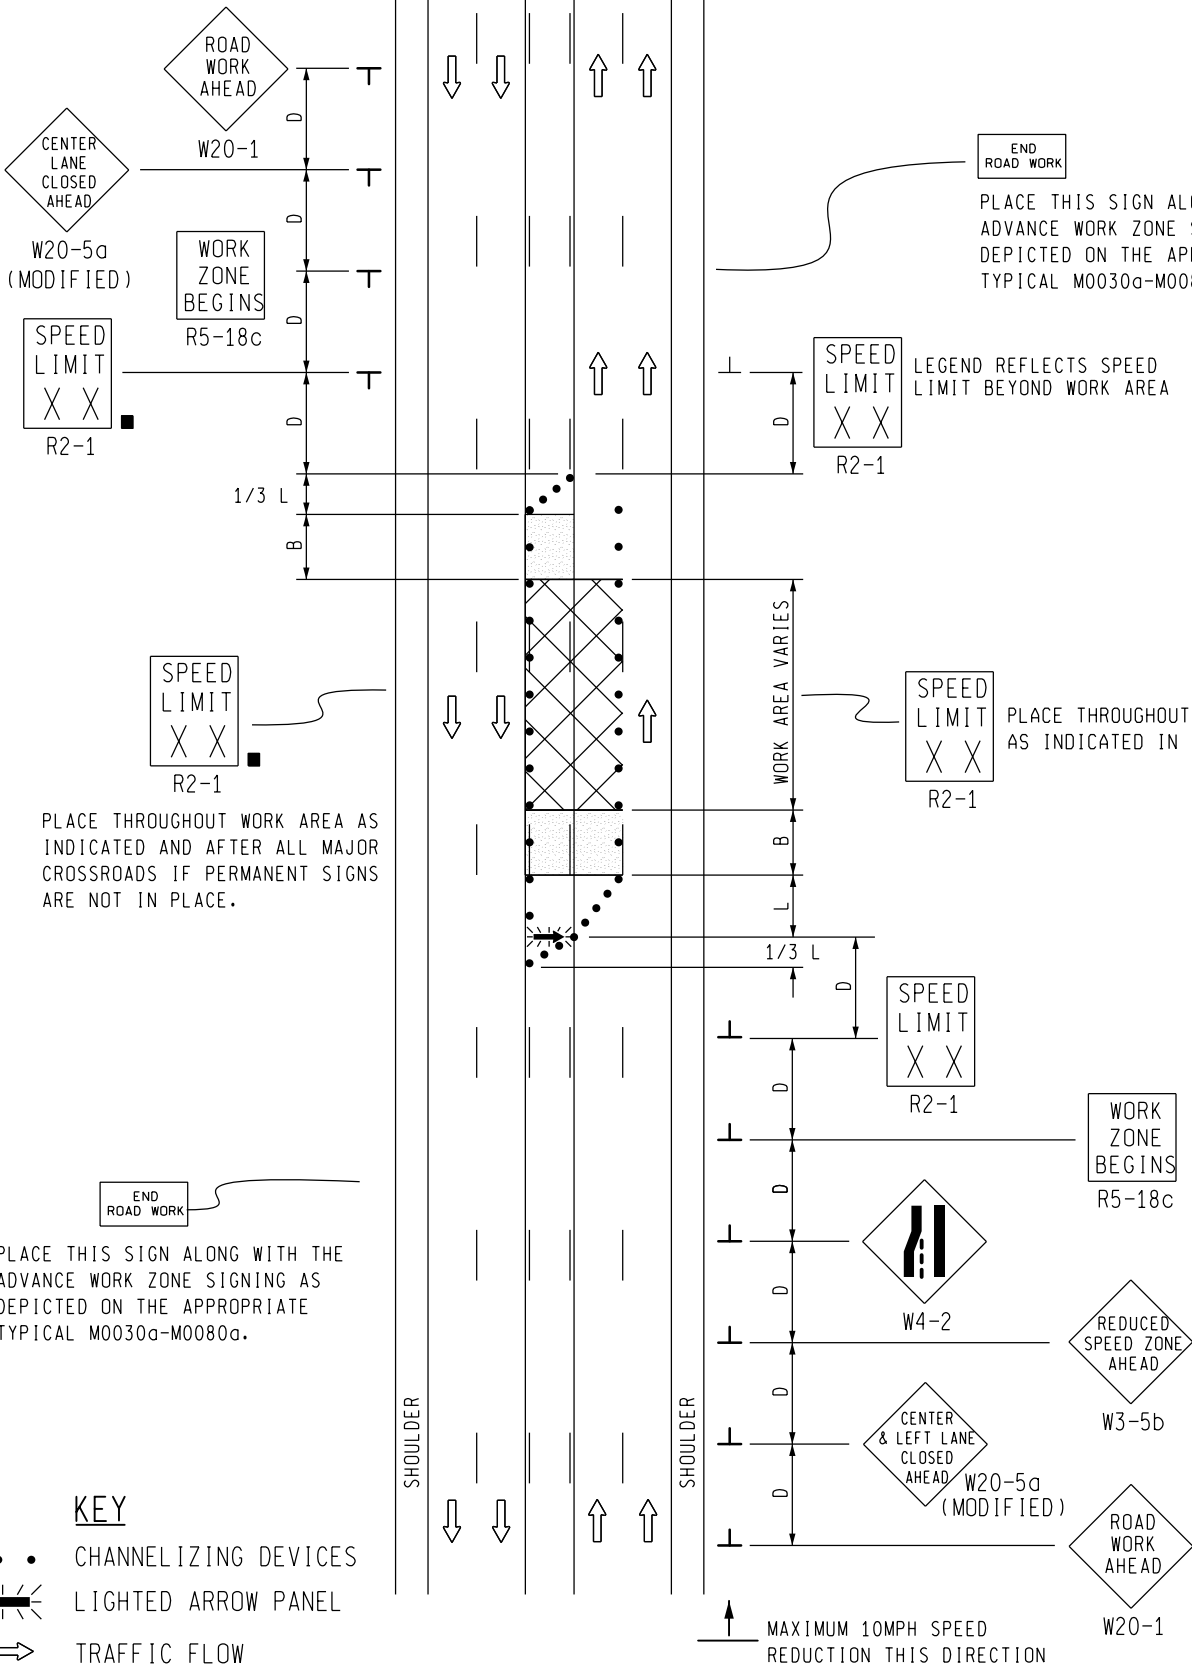 ROAD
WORK
AHEAD
W20-1
D
CENTER
LANE
CLOSED
AHEAD
W20-5a
(MODIFIED)
D
WORK
ZONE
BEGINS
R5-18c
D
SPEED
LIMIT
X X
R2-1
D
1/3 L
B
END
ROAD WORK
PLACE THIS SIGN
ADVANCE WORK ZONE
DEPICTED ON THE
TYPICAL
SPEED
LIMIT
X X
R2-1
LEGEND REFLECTS SPEED
LIMIT BEYOND WORK AREA
D
SPEED
LIMIT
X X
R2-1
PLACE THROUGHOUT WORK AREA AS
INDICATED AND AFTER ALL MAJOR
CROSSROADS IF PERMANENT SIGNS
ARE NOT IN PLACE.
WORK AREA VARIES
SPEED
LIMIT
X X
R2-1
PLACE THROUGHOUT
AS INDICATED IN
B
L
1/3 L
D
SPEED
LIMIT
X X
R2-1
D
WORK
ZONE
BEGINS
R5-18c
D
W4-2
D
REDUCED
SPEED ZONE
AHEAD
W3-5b
D
CENTER
& LEFT LANE
CLOSED
AHEAD
W20-5a
(MODIFIED)
D
ROAD
WORK
AHEAD
W20-1
END
ROAD WORK
PLACE THIS SIGN ALONG WITH THE
ADVANCE WORK ZONE SIGNING AS
DEPICTED ON THE APPROPRIATE
TYPICAL M0030a-M0080a.
SHOULDER
SHOULDER
KEY
CHANNELIZING DEVICES
LIGHTED ARROW PANEL
TRAFFIC FLOW
MAXIMUM 10MPH SPEED
REDUCTION THIS DIRECTION